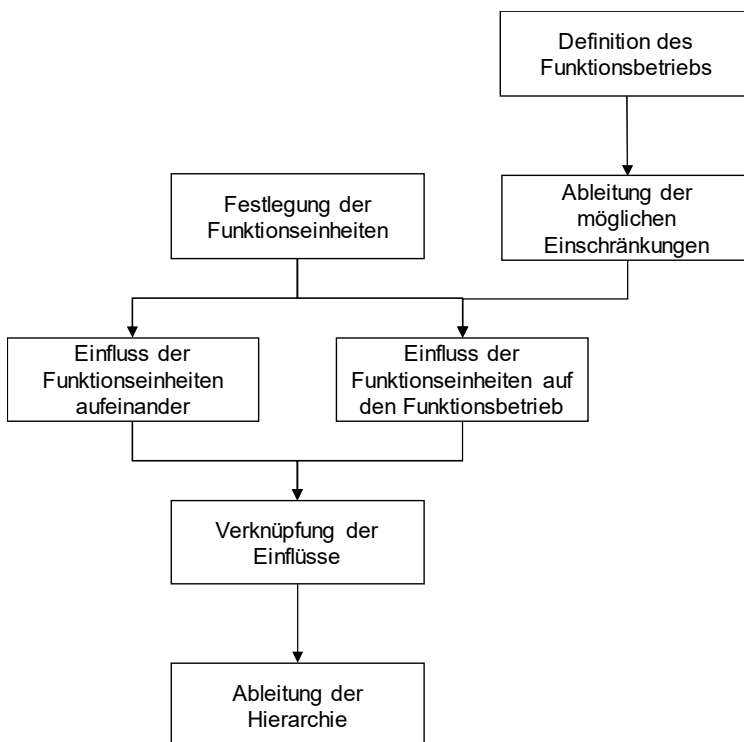 Definition des
Funktionsbetriebs
Festlegung der
Funktionseinheiten
Ableitung der
möglichen
Einschränkungen
Einfluss der
Funktionseinheiten
aufeinander
Einfluss der
Funktionseinheiten auf
den Funktionsbetrieb
Verknüpfung der
Einflüsse
Ableitung der
Hierarchie